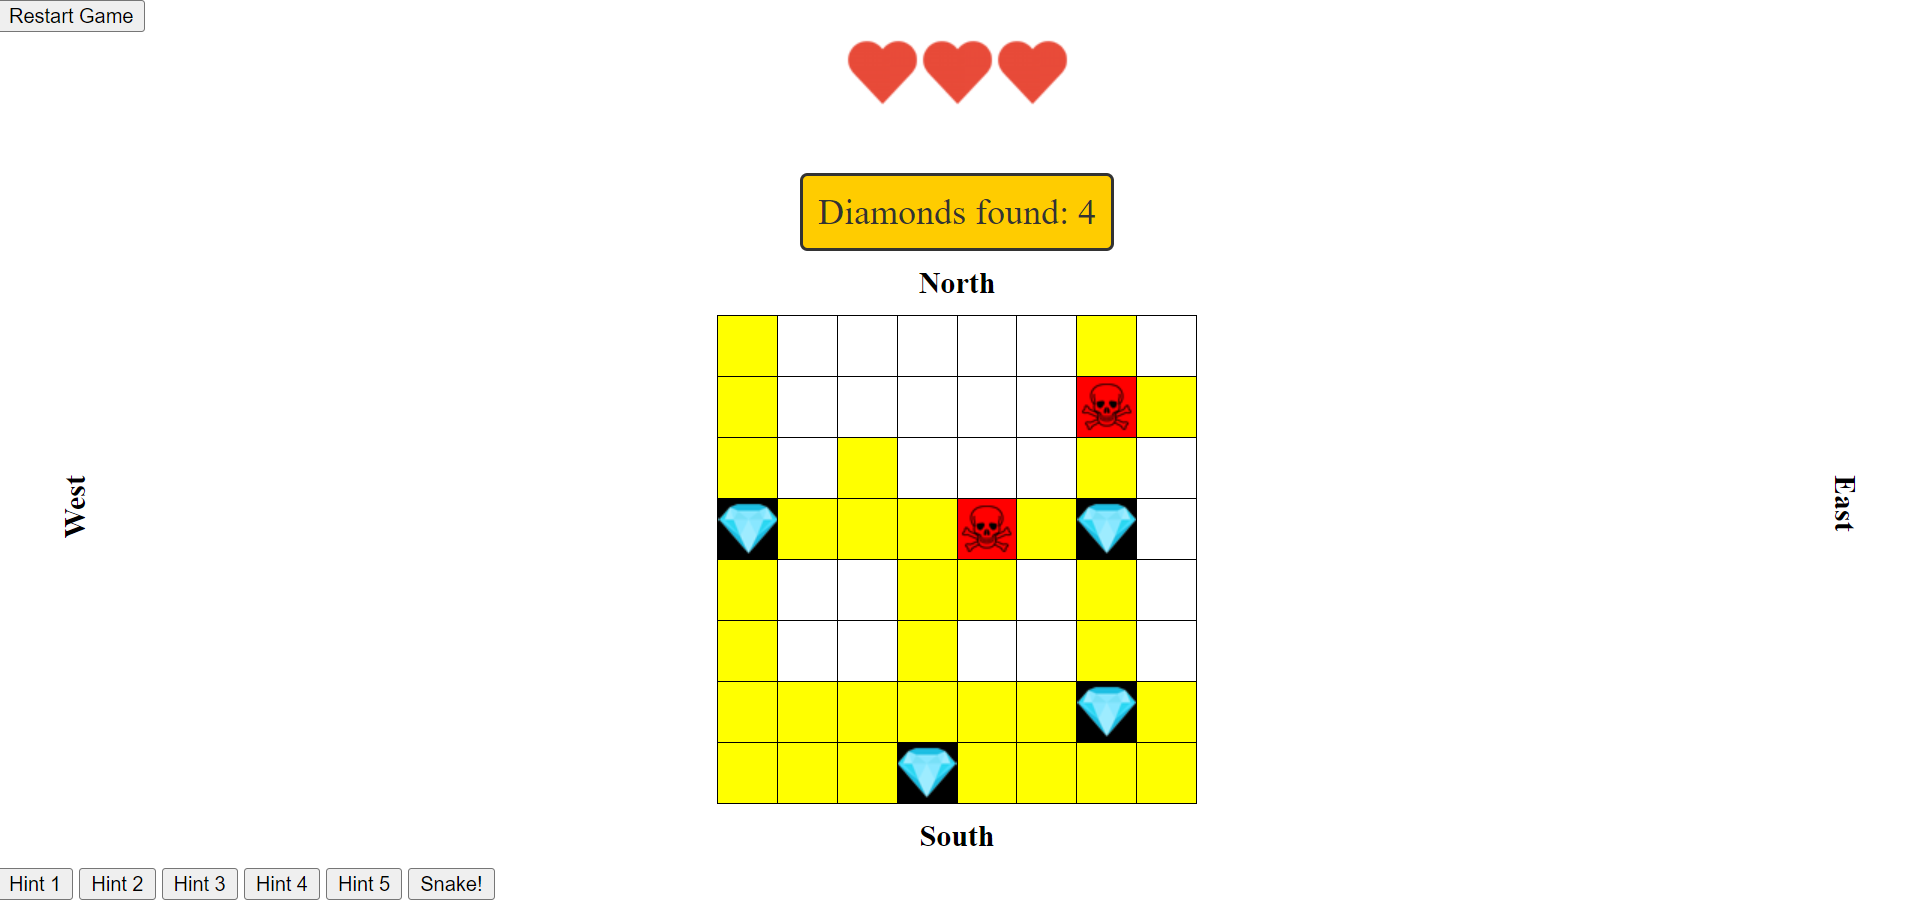 Restart Game
Diamonds found: 4
North
West
East
South
Hint 1
Hint 2
Hint 3
Hint 4
Hint 5
Snake!